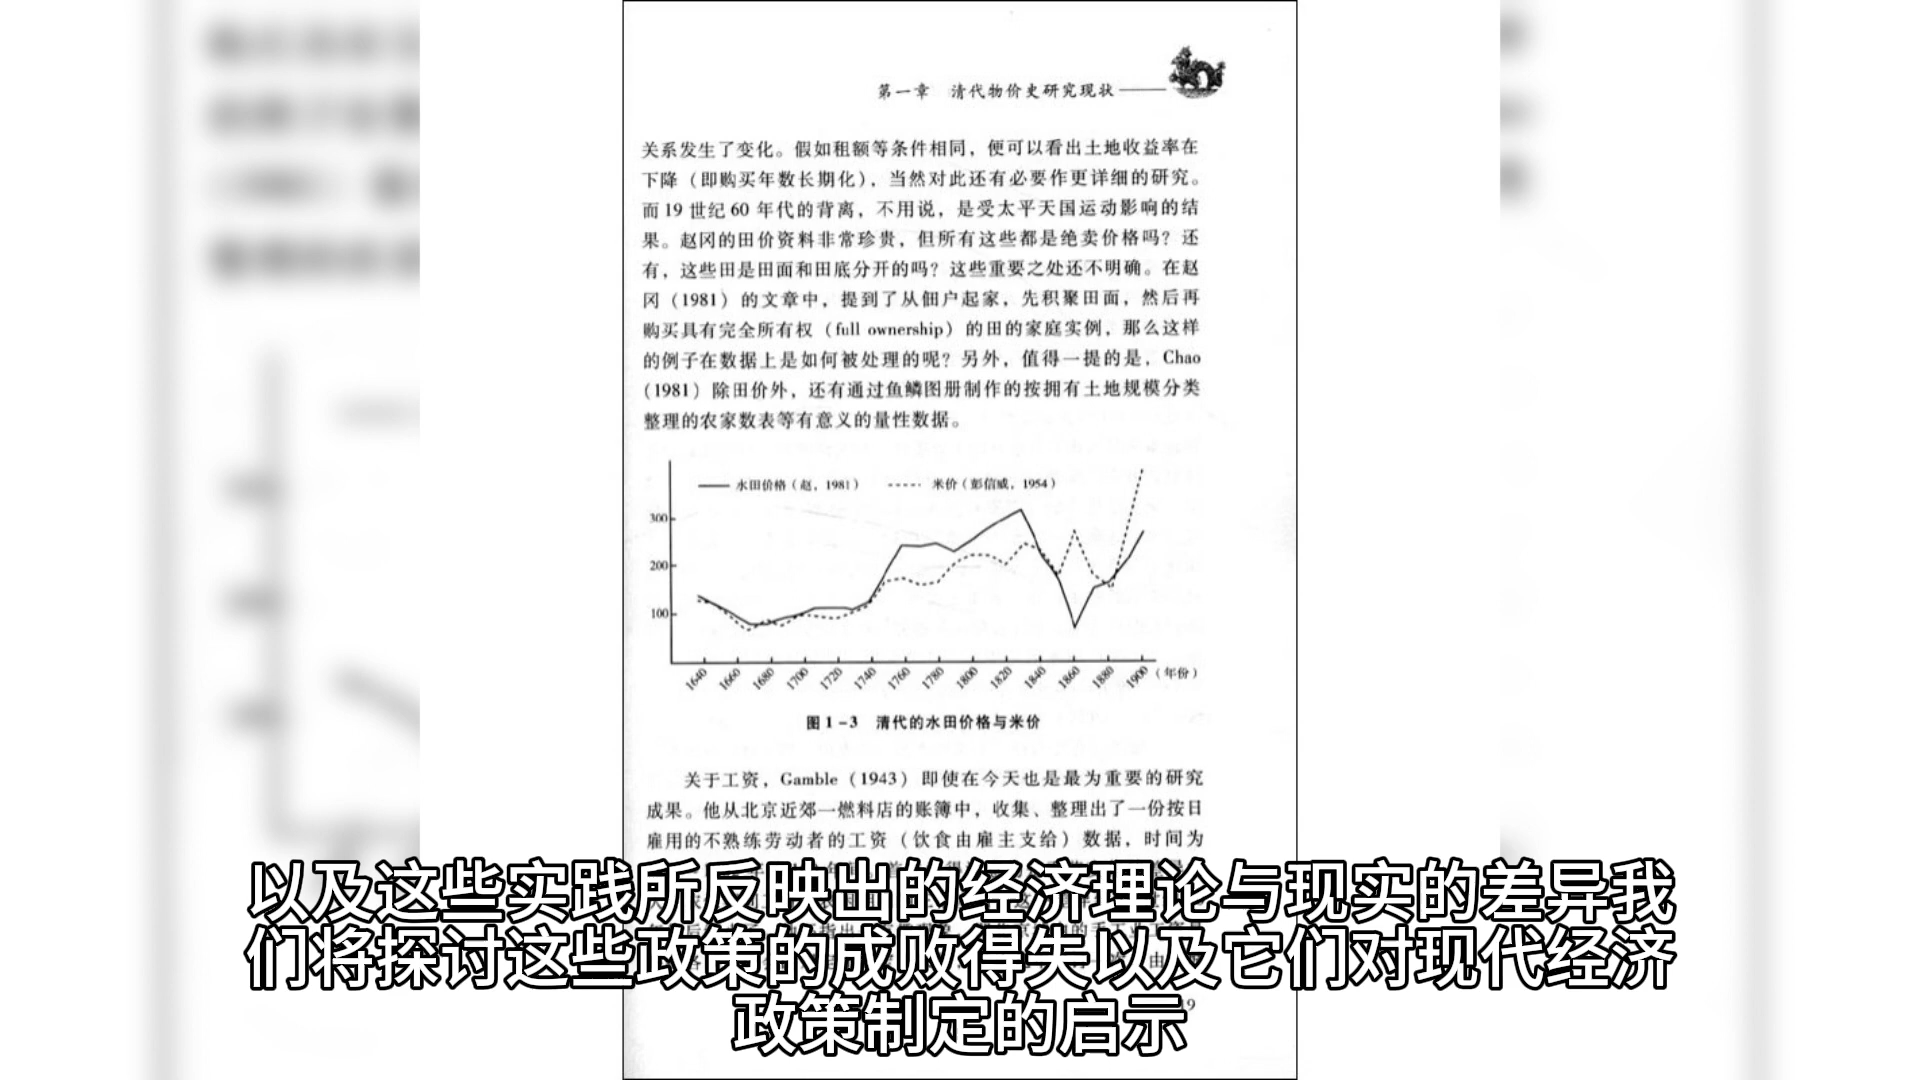 第一章 清代物价史研究现状
关系发生了变化。假如租额等条件相同，便可以看出土地收益率在
下降（即购买年数长期化），当然对此还有必要作更详细的研究。
而19世纪60年代的背离，不用说，是受太平天国运动影响的结
果。赵冈的田价资料非常珍贵，但所有这些都是绝卖价格吗？还
有，这些田是田面和田底分开的吗？这些重要之处还不明确。在赵
冈（1981）的文章中，提到了从佃户起家，先积聚田面，然后再
购买具有完全所有权（full ownership）的田的家庭实例，那么这样
的例子在数据上是如何被处理的呢？另外，值得一提的是，Chao
（1981）除田价外，还有通过鱼鳞图册制作的按拥有土地规模分类
整理的农家数表等有意义的量性数据。
水田价格（赵，1981） 米价（彭信威，1954）
300
200
100
1640 1660 1680 1700 1720 1740 1760 1780 1800 1820 1840 1860 1880 1900 （年份）
图1-3 清代的水田价格与米价
关于工资，Gamble（1943）即使在今天也是最为重要的研究
成果。他从北京近郊一燃料店的账簿中，收集、整理出了一份按日
雇用的不熟练劳动者的工资（饮食由雇主支给）数据，时间为
以及这些实践所反映出的经济理论与现实的差异我
们将探讨这些政策的成败得失以及它们对现代经济
政策制定的启示